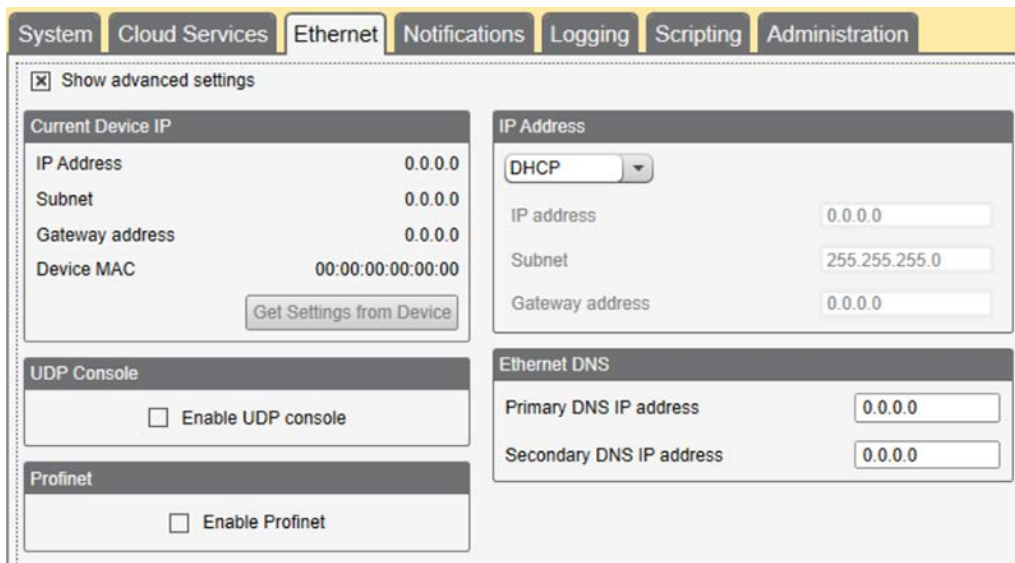 System Cloud Services Ethernet Notifications Logging Scripting Administration
Show advanced settings
Current Device IP
IP Address 0.0.0.0
Subnet 0.0.0.0
Gateway address 0.0.0.0
Device MAC 00:00:00:00:00:00
Get Settings from Device
UDP Console
Enable UDP console
Profinet
Enable Profinet
IP Address
DHCP
IP address 0.0.0.0
Subnet 255.255.255.0
Gateway address 0.0.0.0
Ethernet DNS
Primary DNS IP address 0.0.0.0
Secondary DNS IP address 0.0.0.0